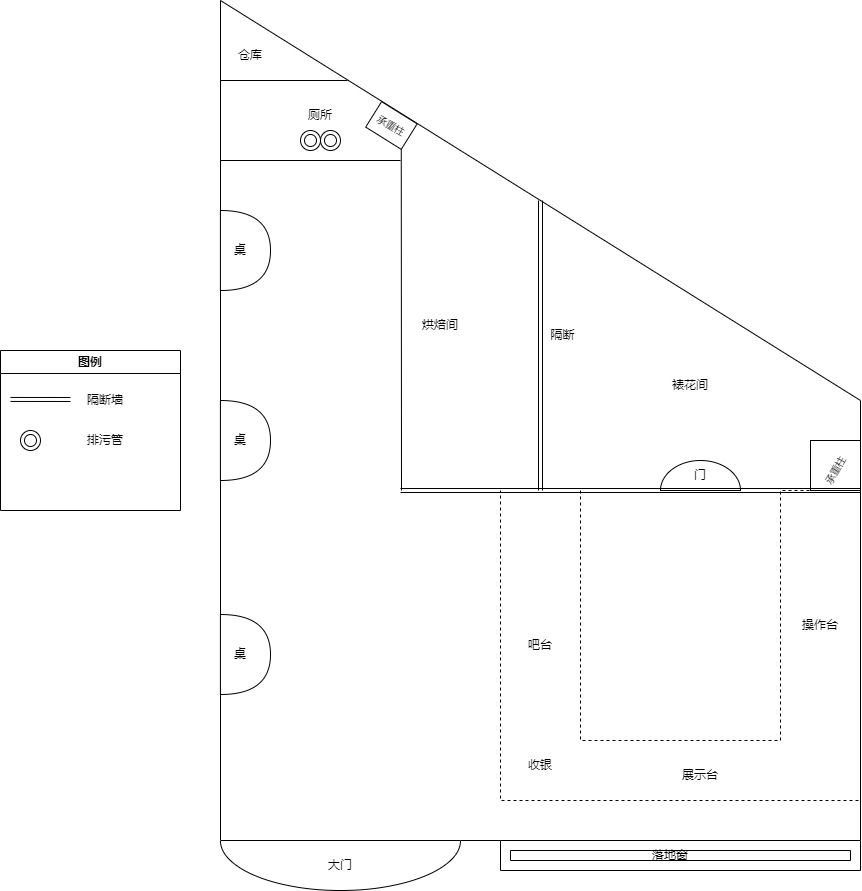 仓库
厕所
承重柱
桌
烘焙间
隔断
裱花间
图例
隔断墙
排污管
桌
门
承重柱
操作台
吧台
桌
收银
展示台
大门
落地窗